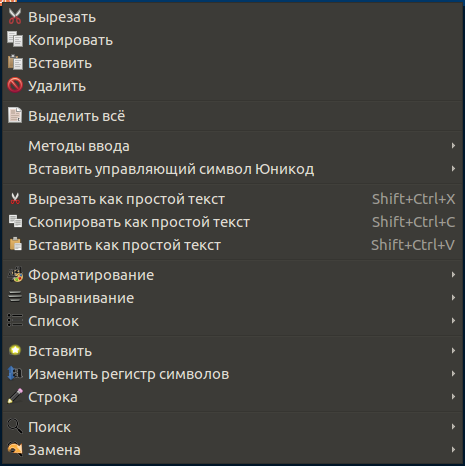 Вырезать
Копировать
Вставить
Удалить
Выделить всё
Методы ввода
Вставить управляющий символ Юникод
Вырезать как простой текст Shift+Ctrl+X
Скопировать как простой текст Shift+Ctrl+C
Вставить как простой текст Shift+Ctrl+V
Форматирование
Выравнивание
Список
Вставить
Изменить регистр символов
Строка
Поиск
Замена